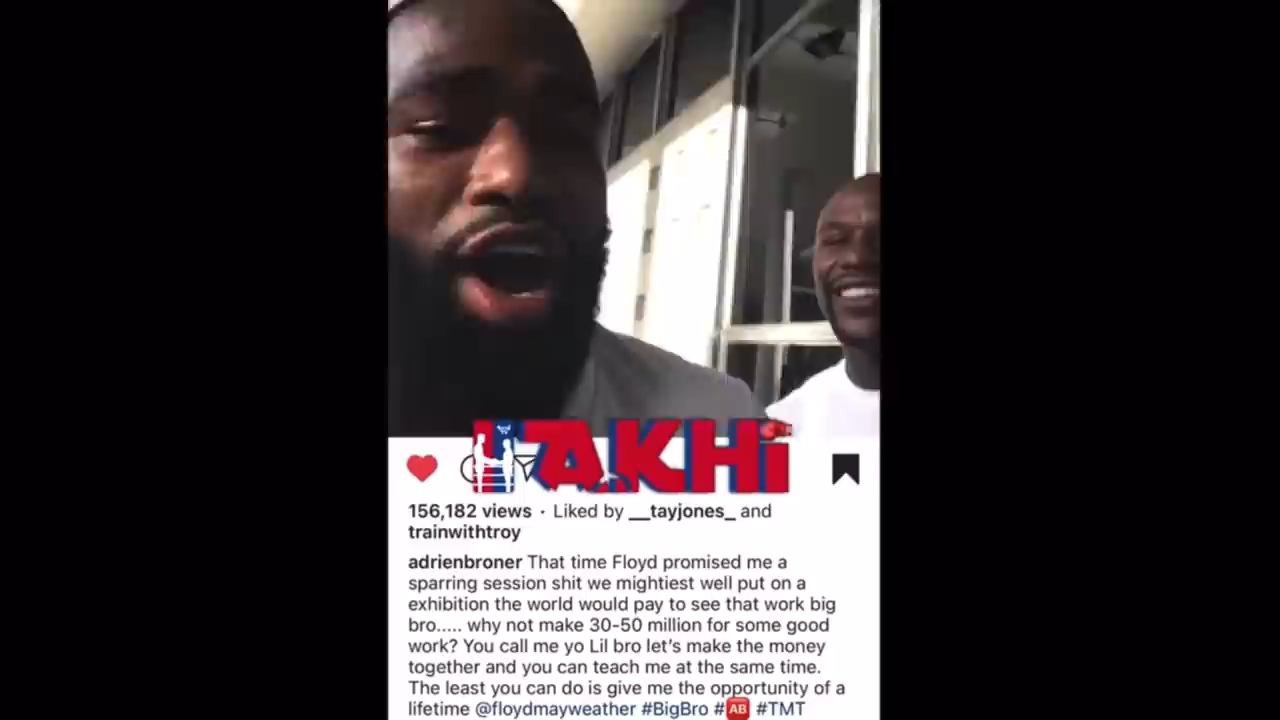 TAKHi
156,182 views · Liked by __tayjones_ and
trainwithtroy
adrienbroner That time Floyd promised me a
sparring session shit we mightiest well put on a
exhibition the world would pay to see that work big
bro..... why not make 30-50 million for some good
work? You call me yo Lil bro let's make the money
together and you can teach me at the same time.
The least you can do is give me the opportunity of a
lifetime @floydmayweather #BigBro #🆎 #TMT